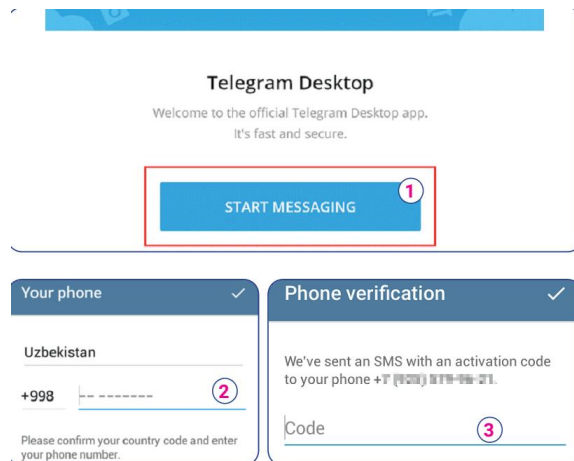 Telegram Desktop
Welcome to the official Telegram Desktop app.
It's fast and secure.
START MESSAGING
1
Your phone
Uzbekistan
+998 -- -------
2
Please confirm your country code and enter
your phone number.
Phone verification
We've sent an SMS with an activation code
to your phone +7
Code
3